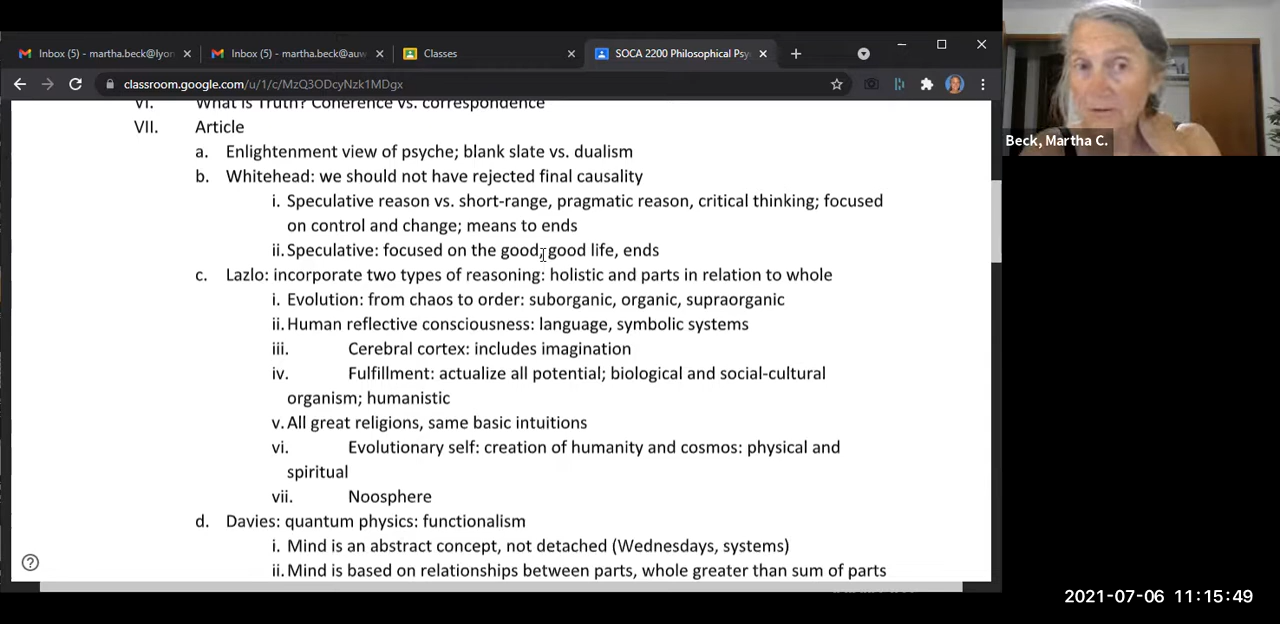 Inbox (5) - martha.beck@lyon
Inbox (5) - martha.beck@auw
Classes
SOCA 2200 Philosophical Psy
classroom.google.com/u/1/c/MzQ3ODcyNzk1MDgx
VI. What is Truth? Coherence vs. correspondence
VII. Article
a. Enlightenment view of psyche; blank slate vs. dualism
b. Whitehead: we should not have rejected final causality
i. Speculative reason vs. short-range, pragmatic reason, critical thinking; focused
on control and change; means to ends
ii. Speculative: focused on the good, good life, ends
c. Lazlo: incorporate two types of reasoning: holistic and parts in relation to whole
i. Evolution: from chaos to order: suborganic, organic, supraorganic
ii. Human reflective consciousness: language, symbolic systems
iii. Cerebral cortex: includes imagination
iv. Fulfillment: actualize all potential; biological and social-cultural
organism; humanistic
v. All great religions, same basic intuitions
vi. Evolutionary self: creation of humanity and cosmos: physical and
spiritual
vii. Noosphere
d. Davies: quantum physics: functionalism
i. Mind is an abstract concept, not detached (Wednesdays, systems)
ii. Mind is based on relationships between parts, whole greater than sum of parts
Beck, Martha C.
2021-07-06 11:15:49